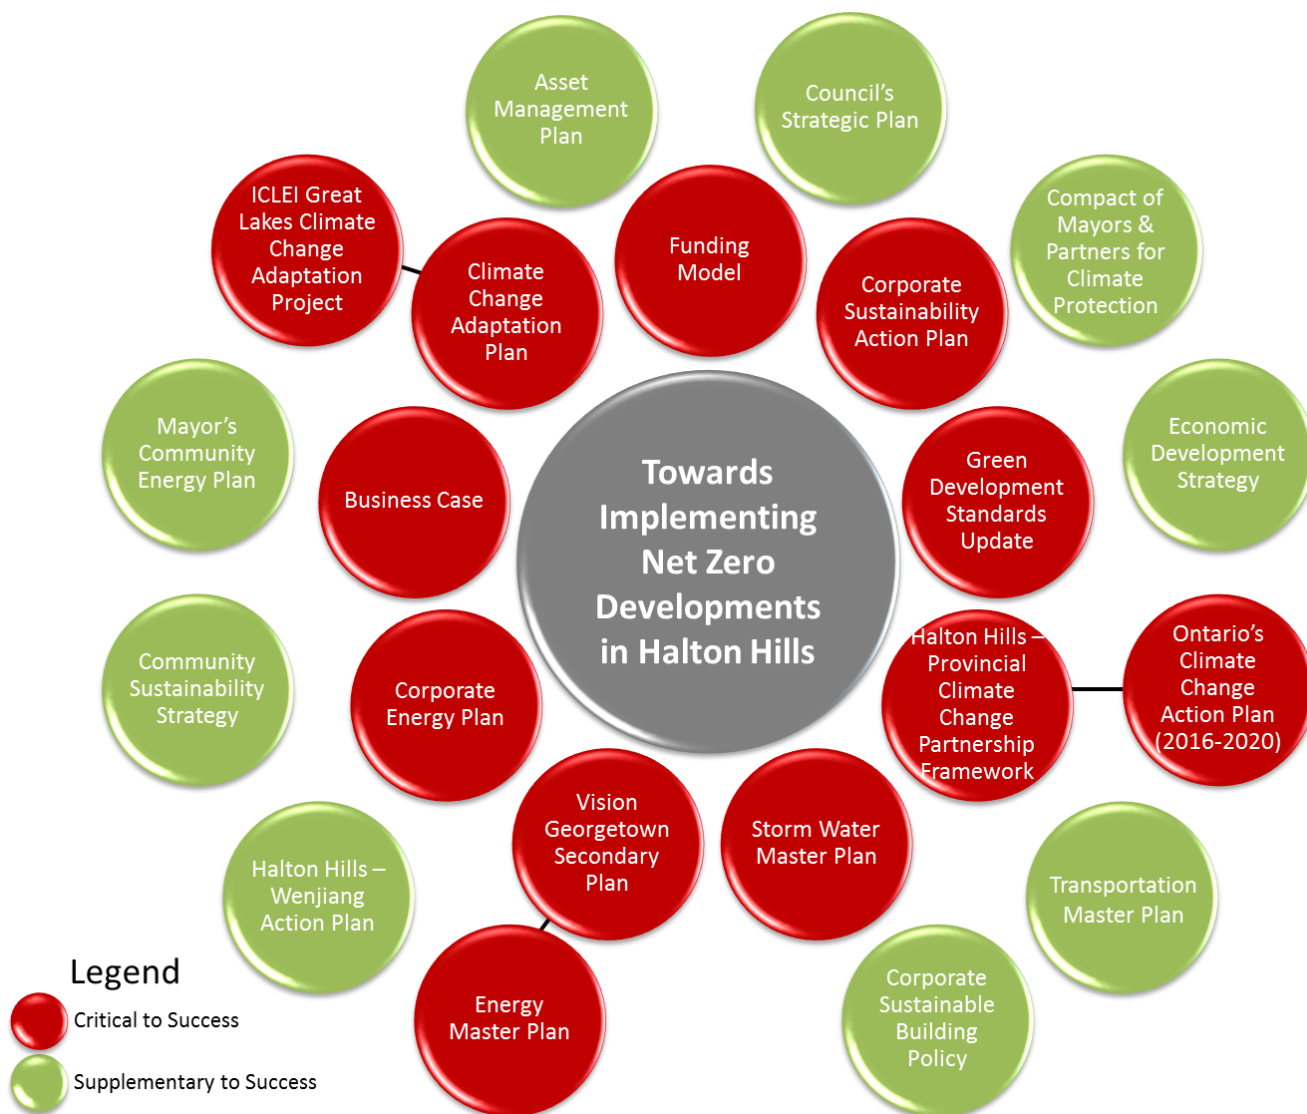 Asset
Management
Plan
Council's
Strategic Plan
ICLEI Great
Lakes Climate
Change
Adaptation
Project
Climate
Change
Adaptation
Plan
Funding
Model
Corporate
Sustainability
Action Plan
Compact of
Mayors &
Partners for
Climate
Protection
Mayor's
Community
Energy Plan
Business Case
Towards
Implementing
Net Zero
Developments
in Halton Hills
Green
Development
Standards
Update
Economic
Development
Strategy
Community
Sustainability
Strategy
Corporate
Energy Plan
Halton Hills –
Provincial
Climate
Change
Partnership
Framework
Ontario's
Climate
Change
Action Plan
(2016-2020)
Halton Hills –
Wenjiang
Action Plan
Vision
Georgetown
Secondary
Plan
Storm Water
Master Plan
Transportation
Master Plan
Energy
Master Plan
Corporate
Sustainable
Building
Policy
Legend
Critical to Success
Supplementary to Success